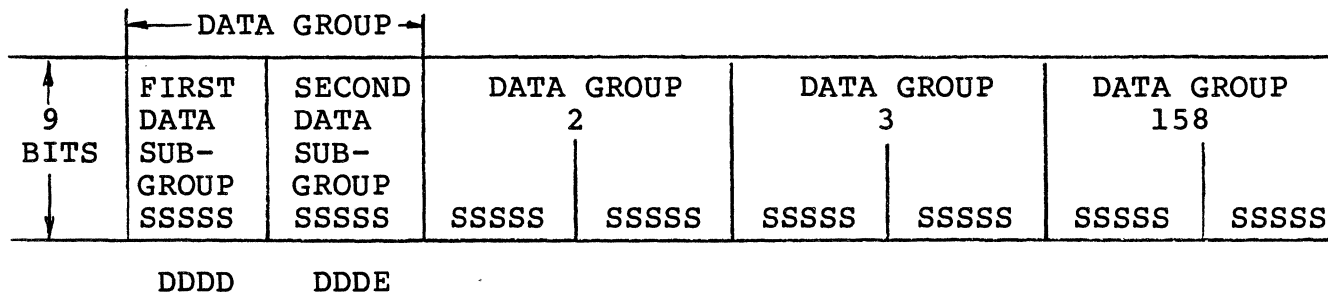 DATA GROUP
9
BITS
FIRST
DATA
SUB-
GROUP
SSSSS
SECOND
DATA
SUB-
GROUP
SSSSS
DATA GROUP
2
SSSSS SSSSS
DATA GROUP
3
SSSSS SSSSS
DATA GROUP
158
SSSSS SSSSS
DDDD DDDE